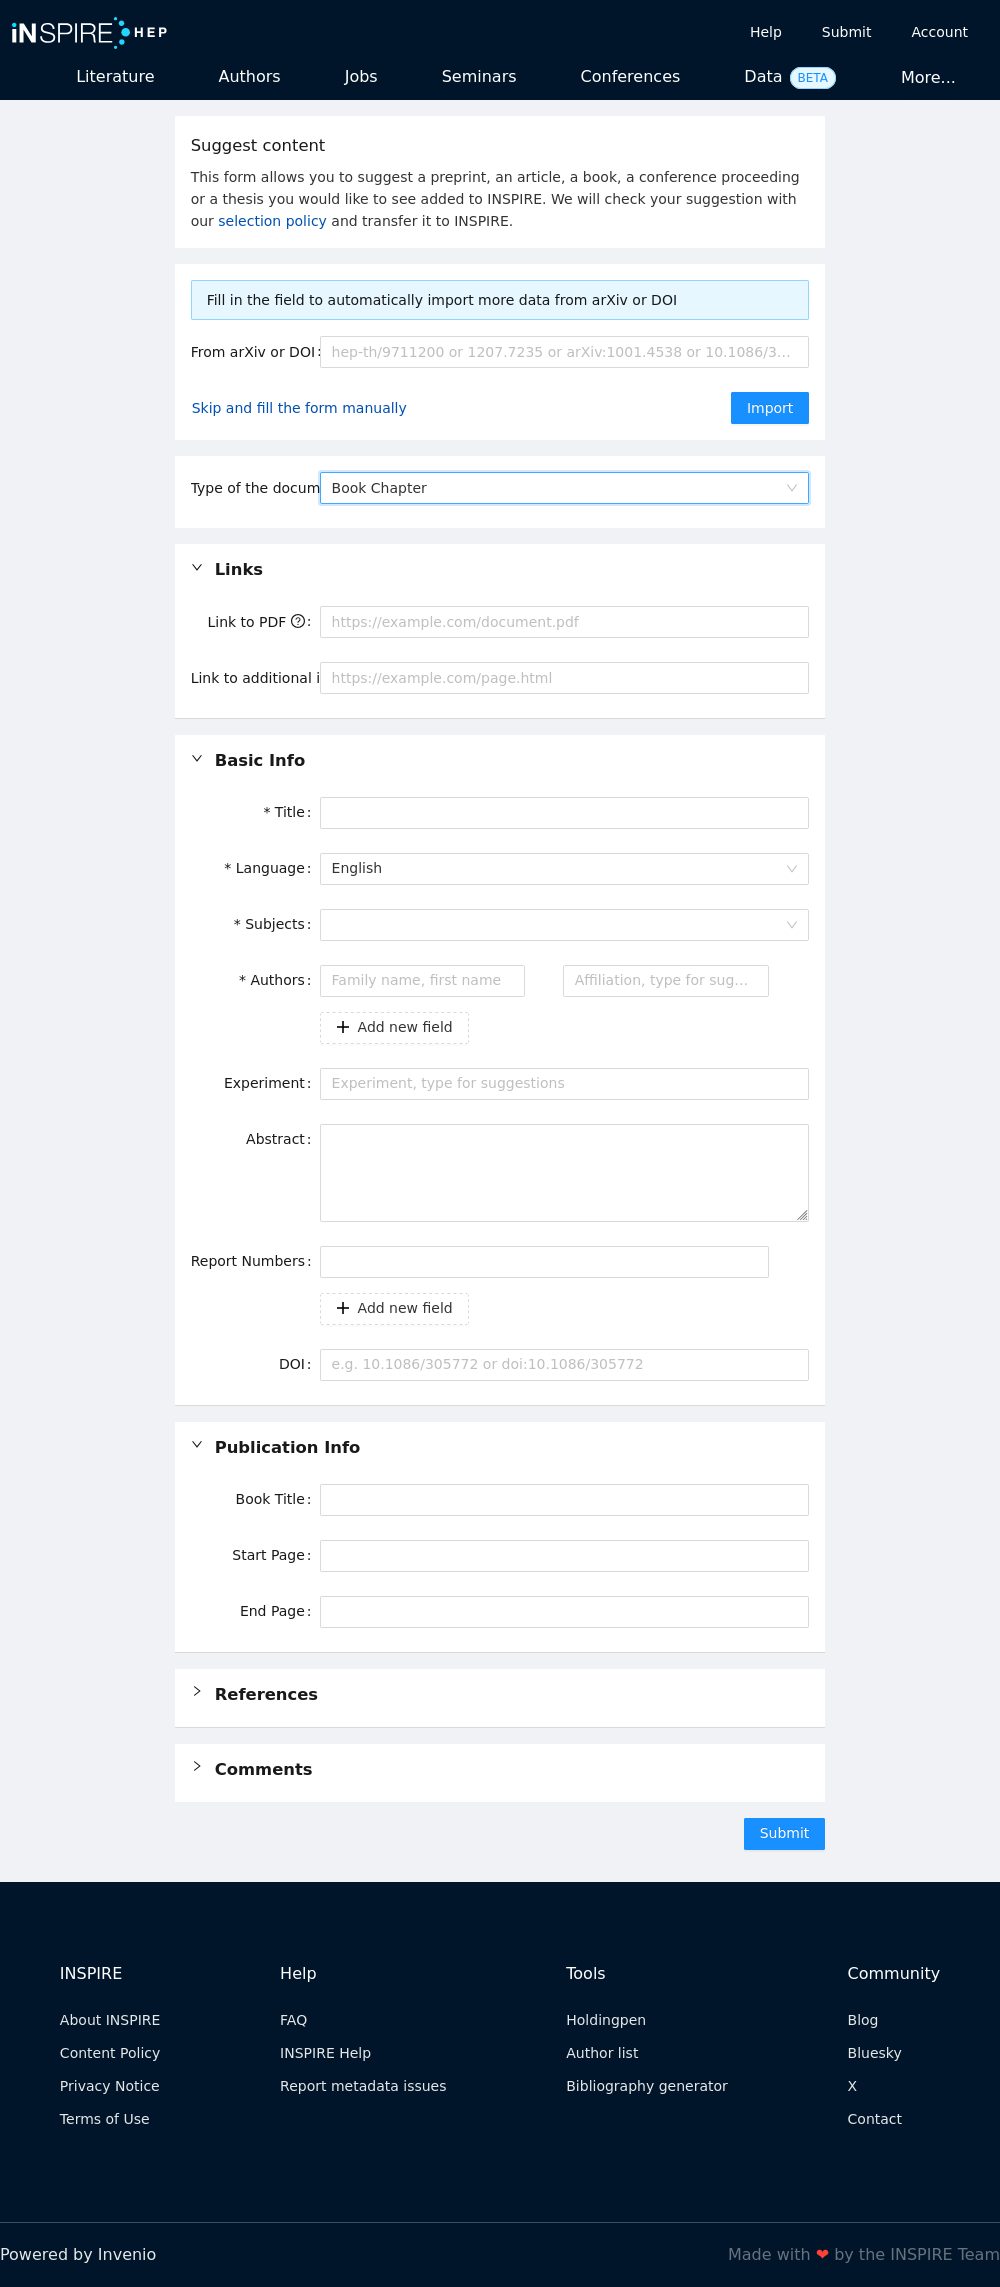 iNSPIRE HEP
Help Submit Account
Literature Authors Jobs Seminars Conferences Data BETA More...
Suggest content
This form allows you to suggest a preprint, an article, a book, a conference proceeding
or a thesis you would like to see added to INSPIRE. We will check your suggestion with
our selection policy and transfer it to INSPIRE.
Fill in the field to automatically import more data from arXiv or DOI
From arXiv or DOI: hep-th/9711200 or 1207.7235 or arXiv:1001.4538 or 10.1086/3...
Skip and fill the form manually Import
Type of the docum Book Chapter
Links
Link to PDF ?: https://example.com/document.pdf
Link to additional i https://example.com/page.html
Basic Info
* Title:
* Language: English
* Subjects:
* Authors: Family name, first name Affiliation, type for sug...
+ Add new field
Experiment: Experiment, type for suggestions
Abstract:
Report Numbers:
+ Add new field
DOI: e.g. 10.1086/305772 or doi:10.1086/305772
Publication Info
Book Title:
Start Page:
End Page:
References
Comments
Submit
INSPIRE Help Tools Community
About INSPIRE FAQ Holdingpen Blog
Content Policy INSPIRE Help Author list Bluesky
Privacy Notice Report metadata issues Bibliography generator X
Terms of Use Contact
Powered by Invenio Made with ❤ by the INSPIRE Team